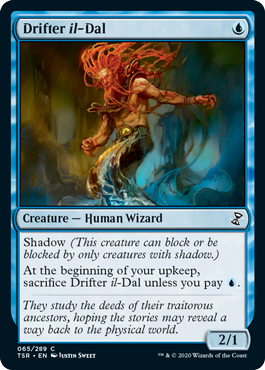 Drifter il-Dal
Creature — Human Wizard
Shadow (This creature can block or be
blocked by only creatures with shadow.)
At the beginning of your upkeep,
sacrifice Drifter il-Dal unless you pay
They study the deeds of their traitorous
ancestors, hoping the stories may reveal a
way back to the physical world.
2/1
065/289 C
TSR • EN Justin Sweet
™ & © 2020 Wizards of the Coast